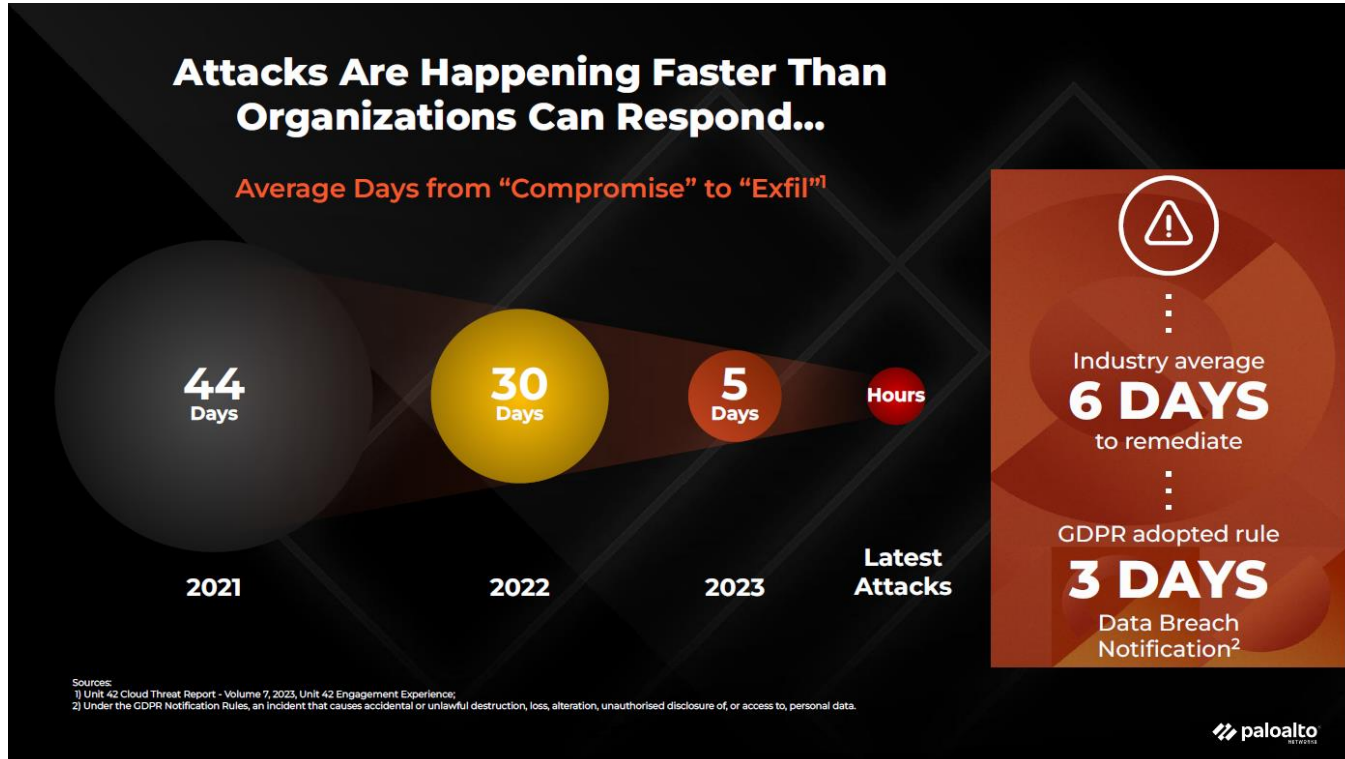 Attacks Are Happening Faster Than
Organizations Can Respond...
Average Days from “Compromise” to “Exfil”1
44
Days
30
Days
5
Days
Hours
2021
2022
2023
Latest
Attacks
Industry average
6 DAYS
to remediate
GDPR adopted rule
3 DAYS
Data Breach
Notification2
Sources:
1) Unit 42 Cloud Threat Report - Volume 7, 2023, Unit 42 Engagement Experience;
2) Under the GDPR Notification Rules, an incident that causes accidental or unlawful destruction, loss, alteration, unauthorised disclosure of, or access to, personal data.
paloalto
NETWORKS